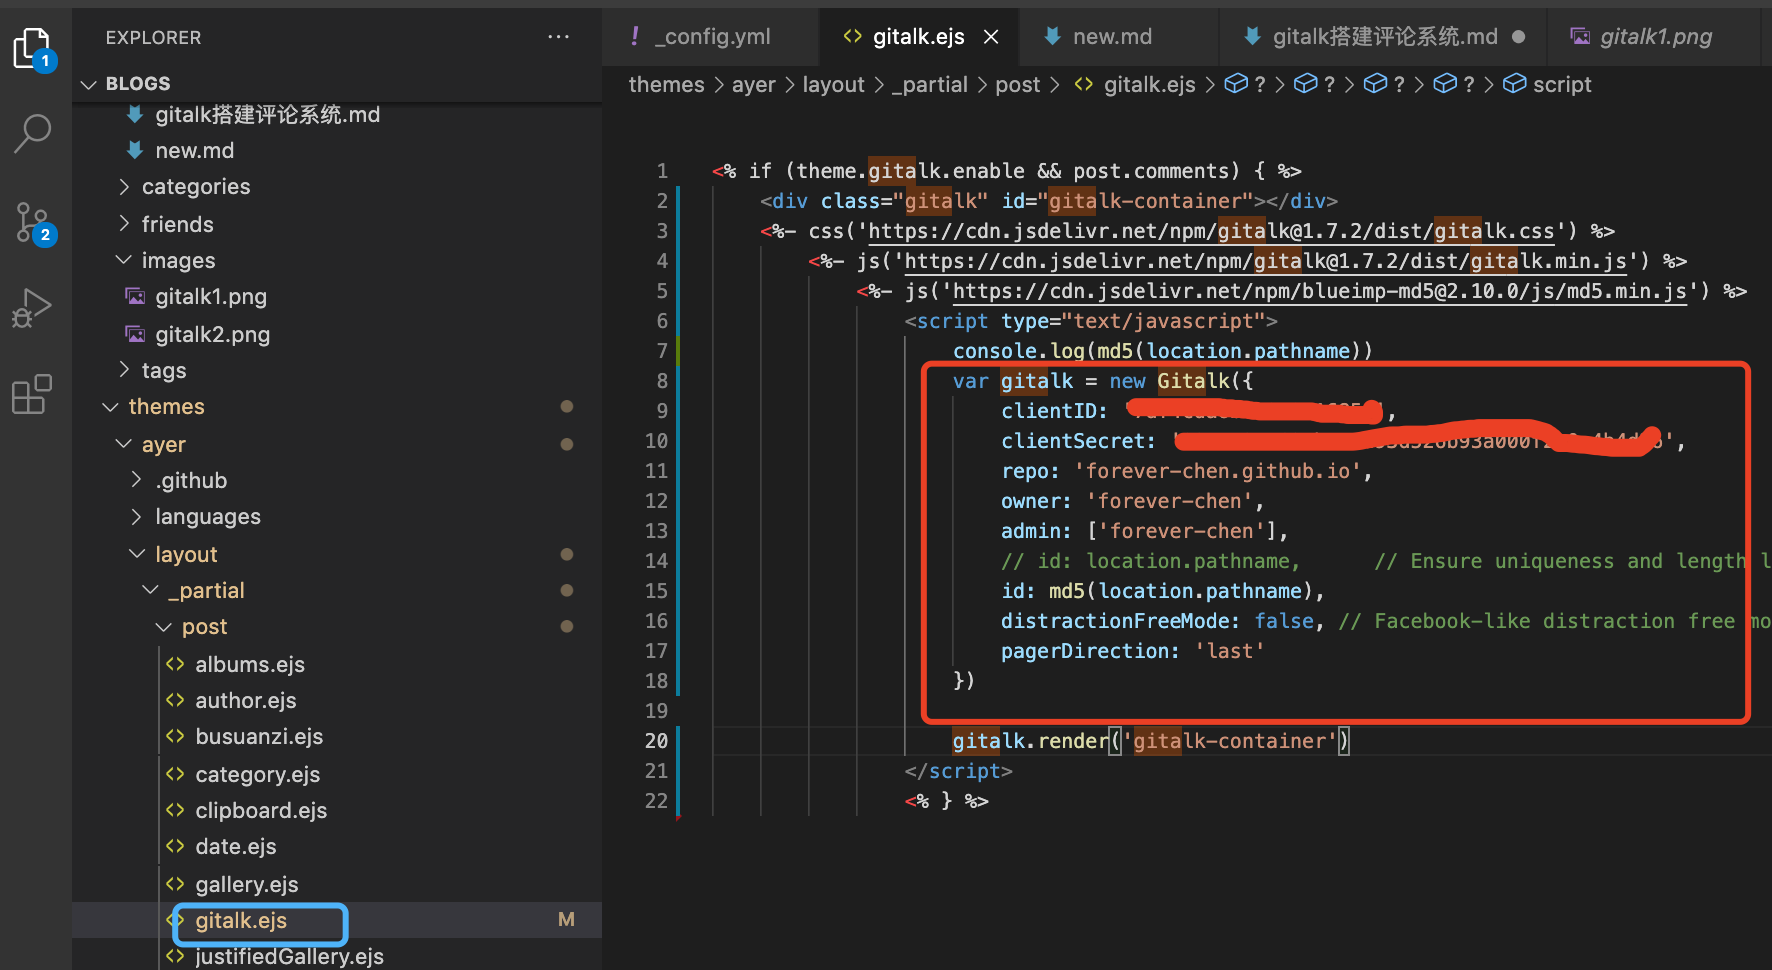 EXPLORER
BLOGS
gitalk搭建评论系统.md
new.md
categories
friends
images
gitalk1.png
gitalk2.png
tags
themes
ayer
.github
languages
layout
_partial
post
albums.ejs
author.ejs
busuanzi.ejs
category.ejs
clipboard.ejs
date.ejs
gallery.ejs
gitalk.ejs M
justifiedGallery.ejs
1
2
! _config.yml
<> gitalk.ejs
new.md
gitalk搭建评论系统.md
gitalk1.png
themes > ayer > layout > _partial > post > <> gitalk.ejs > ? > ? > ? > ? > script
1 <% if (theme.gitalk.enable && post.comments) { %>
2 <div class="gitalk" id="gitalk-container"></div>
3 <%- css('https://cdn.jsdelivr.net/npm/gitalk@1.7.2/dist/gitalk.css') %>
4 <%- js('https://cdn.jsdelivr.net/npm/gitalk@1.7.2/dist/gitalk.min.js') %>
5 <%- js('https://cdn.jsdelivr.net/npm/blueimp-md5@2.10.0/js/md5.min.js') %>
6 <script type="text/javascript">
7 console.log(md5(location.pathname))
8 var gitalk = new Gitalk({
9 clientID: ',
10 clientSecret: ',
11 repo: 'forever-chen.github.io',
12 owner: 'forever-chen',
13 admin: ['forever-chen'],
14 // id: location.pathname, // Ensure uniqueness and length l
15 id: md5(location.pathname),
16 distractionFreeMode: false, // Facebook-like distraction free mo
17 pagerDirection: 'last'
18 })
19
20 gitalk.render('gitalk-container')
21 </script>
22 <% } %>